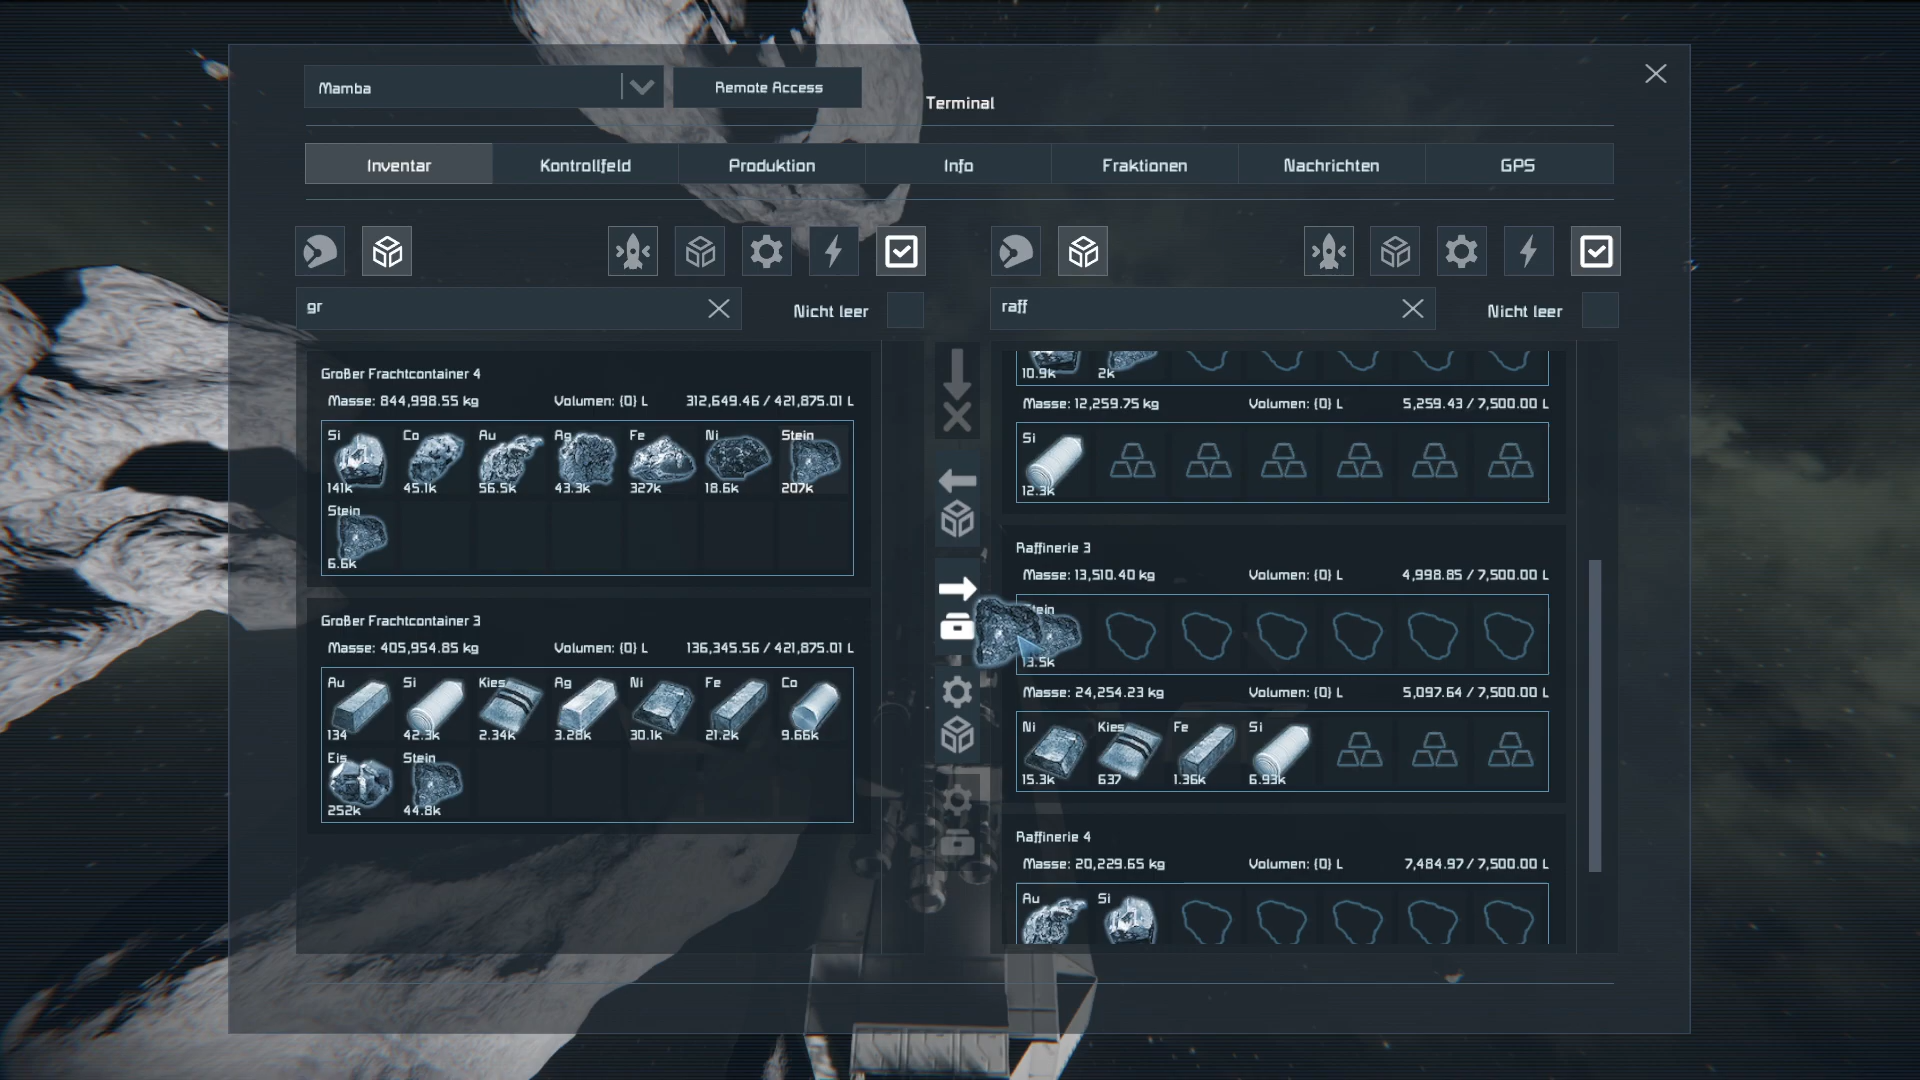 Mamba
Remote Access
Terminal
Inventar
Kontrollfeld
Produktion
Info
Fraktionen
Nachrichten
GPS
gr
Nicht leer
raff
Nicht leer
Großer Frachtcontainer 4
Masse: 844,998.55 kg Volumen: {0} L 312,649.46 / 421,875.01 L
Si Co Au Ag Fe Ni Stein
141k 45.1k 56.5k 43.3k 327k 18.6k 207k
Stein
6.6k
Großer Frachtcontainer 3
Masse: 405,954.85 kg Volumen: {0} L 136,345.56 / 421,875.01 L
Au Si Kies Ag Ni Fe Co
134 42.3k 2.34k 3.28k 30.1k 21.2k 9.66k
Eis Stein
252k 44.8k
10.9k 2k
Masse: 12,259.75 kg Volumen: {0} L 5,259.43 / 7,500.00 L
Si
12.3k
Raffinerie 3
Masse: 13,510.40 kg Volumen: {0} L 4,998.85 / 7,500.00 L
Stein
13.5k
Masse: 24,254.23 kg Volumen: {0} L 5,097.64 / 7,500.00 L
Ni Kies Fe Si
15.3k 637 1.36k 6.93k
Raffinerie 4
Masse: 20,229.65 kg Volumen: {0} L 7,484.97 / 7,500.00 L
Au Si